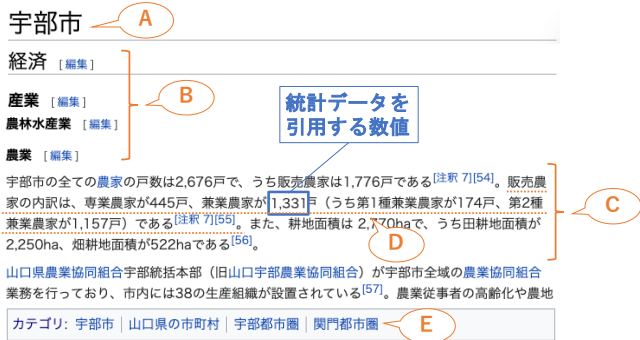 宇部市
A
経済 [編集]
産業 [編集]
B
農林水産業 [編集]
統計データを
引用する数値
農業 [編集]
宇部市の全ての農家の戸数は2,676戸で、うち販売農家は1,776戸である[注釈 7][54]。販売農
家の内訳は、専業農家が445戸、兼業農家が1,331戸（うち第1種兼業農家が174戸、第2種
C
兼業農家が1,157戸）である[注釈 7][55]。また、耕地面積は 2,770haで、うち田耕地面積が
D
2,250ha、畑耕地面積が522haである[56]。
山口県農業協同組合宇部統括本部（旧山口宇部農業協同組合）が宇部市全域の農業協同組合
業務を行っており、市内には38の生産組織が設置されている[57]。農業従事者の高齢化や農地
カテゴリ: 宇部市 | 山口県の市町村 | 宇部都市圏 | 関門都市圏
E